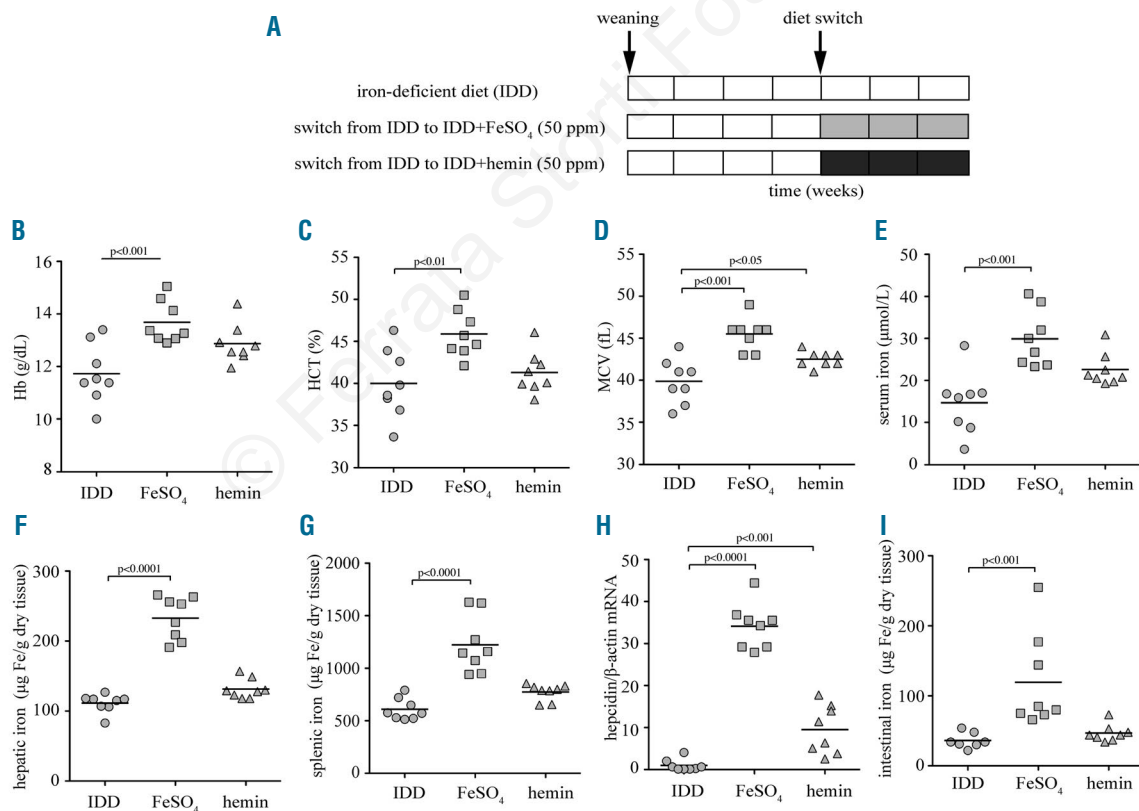 A
weaning
diet switch
iron-deficient diet (IDD)
switch from IDD to IDD+FeSO₄ (50 ppm)
switch from IDD to IDD+hemin (50 ppm)
time (weeks)
B
p<0.001
16
14
12
10
8
Hb (g/dL)
IDD
FeSO₄
hemin
C
p<0.01
55
50
45
40
35
30
HCT (%)
IDD
FeSO₄
hemin
D
p<0.05
p<0.001
55
50
45
40
35
30
MCV (fL)
IDD
FeSO₄
hemin
E
p<0.001
50
40
30
20
10
0
serum iron (µmol/L)
IDD
FeSO₄
hemin
F
p<0.0001
300
200
100
0
hepatic iron (µg Fe/g dry tissue)
IDD
FeSO₄
hemin
G
p<0.0001
2000
1500
1000
500
0
splenic iron (µg Fe/g dry tissue)
IDD
FeSO₄
hemin
H
p<0.001
p<0.0001
50
40
30
20
10
0
hepcidin/β-actin mRNA
IDD
FeSO₄
hemin
I
p<0.001
300
200
100
0
intestinal iron (µg Fe/g dry tissue)
IDD
FeSO₄
hemin
© Ferrata Storti Fo